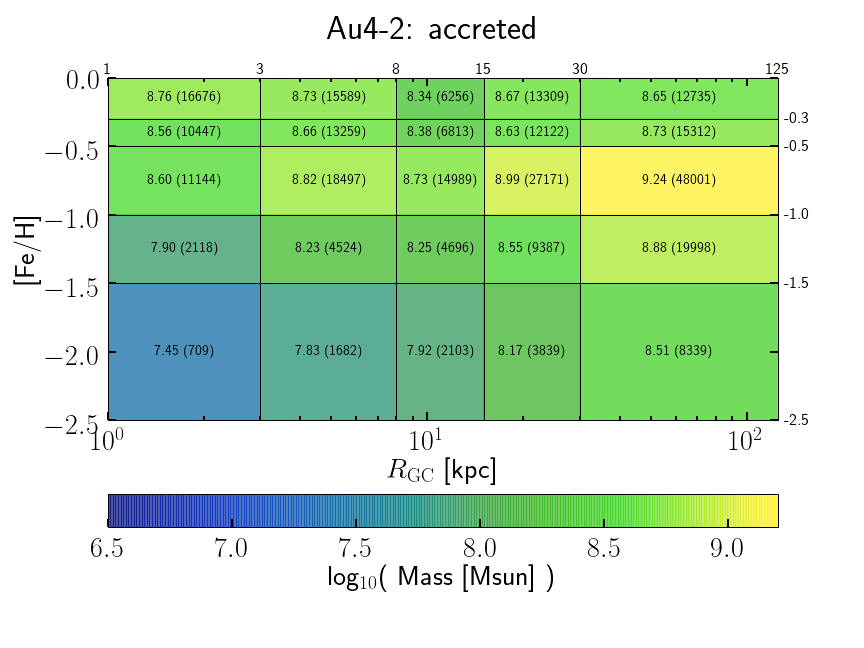 Au4-2: accreted
1 3 8 15 30 125
0.0
8.76 (16676) 8.73 (15589) 8.34 (6256) 8.67 (13309) 8.65 (12735)
-0.3
8.56 (10447) 8.66 (13259) 8.38 (6813) 8.63 (12122) 8.73 (15312)
−0.5 -0.5
8.60 (11144) 8.82 (18497) 8.73 (14989) 8.99 (27171) 9.24 (48001)
−1.0 -1.0
[Fe/H]
7.90 (2118) 8.23 (4524) 8.25 (4696) 8.55 (9387) 8.88 (19998)
−1.5 -1.5
−2.0 7.45 (709) 7.83 (1682) 7.92 (2103) 8.17 (3839) 8.51 (8339)
−2.5 -2.5
10⁰ 10¹ 10²
R_GC [kpc]
6.5 7.0 7.5 8.0 8.5 9.0
log₁₀( Mass [Msun] )